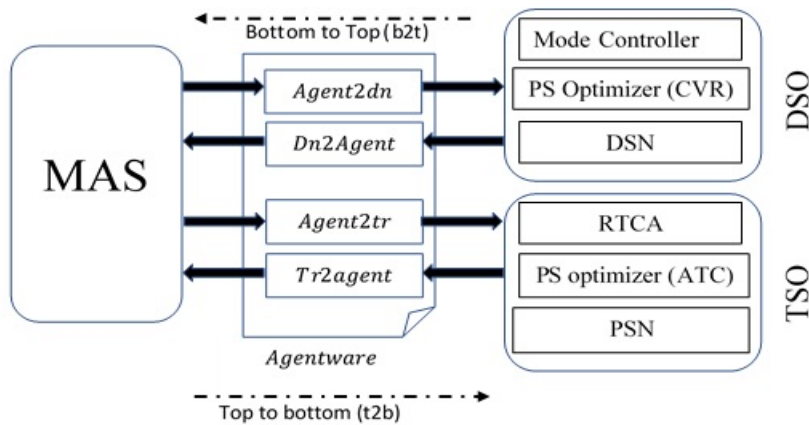 Bottom to Top(b2t)
MAS
Agent2dn
Dn2Agent
Agent2tr
Tr2agent
Agentware
Mode Controller
PS Optimizer (CVR)
DSN
DSO
RTCA
PS optimizer (ATC)
PSN
TSO
Top to bottom (t2b)